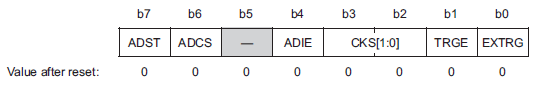 b7 b6 b5 b4 b3 b2 b1 b0
ADST ADCS — ADIE CKS[1:0] TRGE EXTRG
Value after reset: 0 0 0 0 0 0 0 0